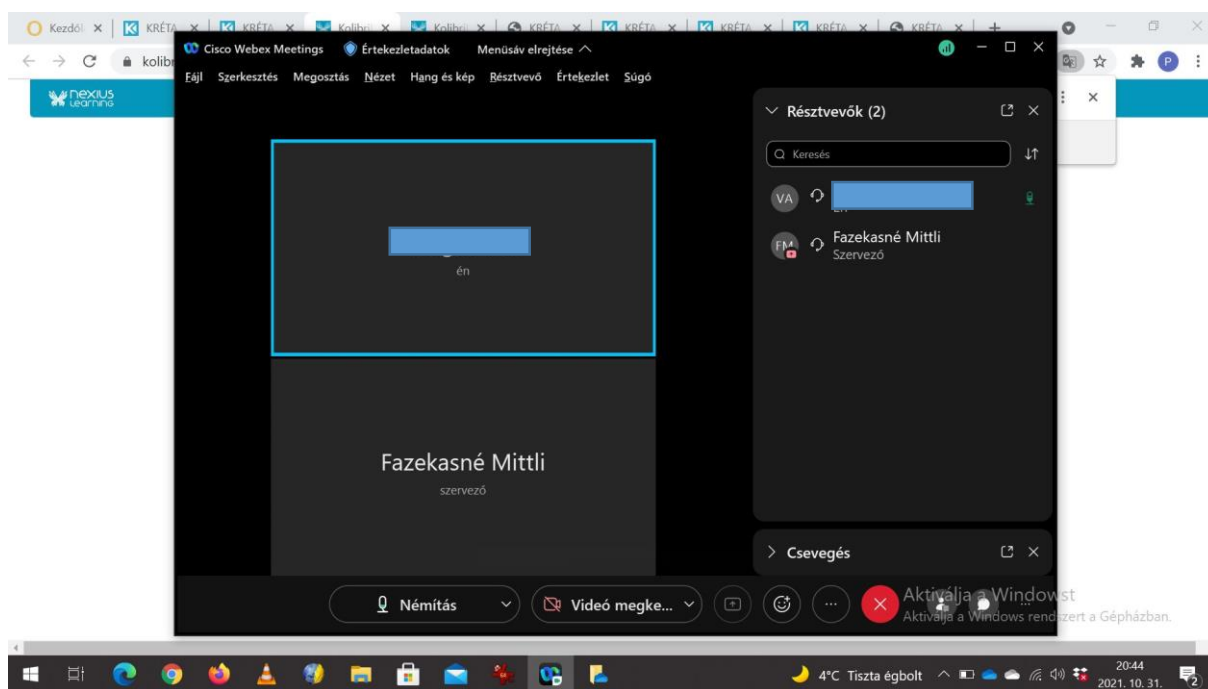 Kezdől KRÉTA KRÉTA Kolibri Kolibri KRÉTA KRÉTA KRÉTA KRÉTA KRÉTA
Cisco Webex Meetings Értekezletadatok Menüsáv elrejtése
Fájl Szerkesztés Megosztás Nézet Hang és kép Résztvevő Értekezlet Súgó
kolibr
nexius
Learning
Résztvevők (2)
Keresés
VA
FM Fazekasné Mittli
Szervező
én
Fazekasné Mittli
szervező
Csevegés
Némítás Videó megke...
Aktiválja a Windowst
Aktiválja a Windows rendszert a Gépházban.
4°C Tiszta égbolt
20:44
2021. 10. 31.
2
P